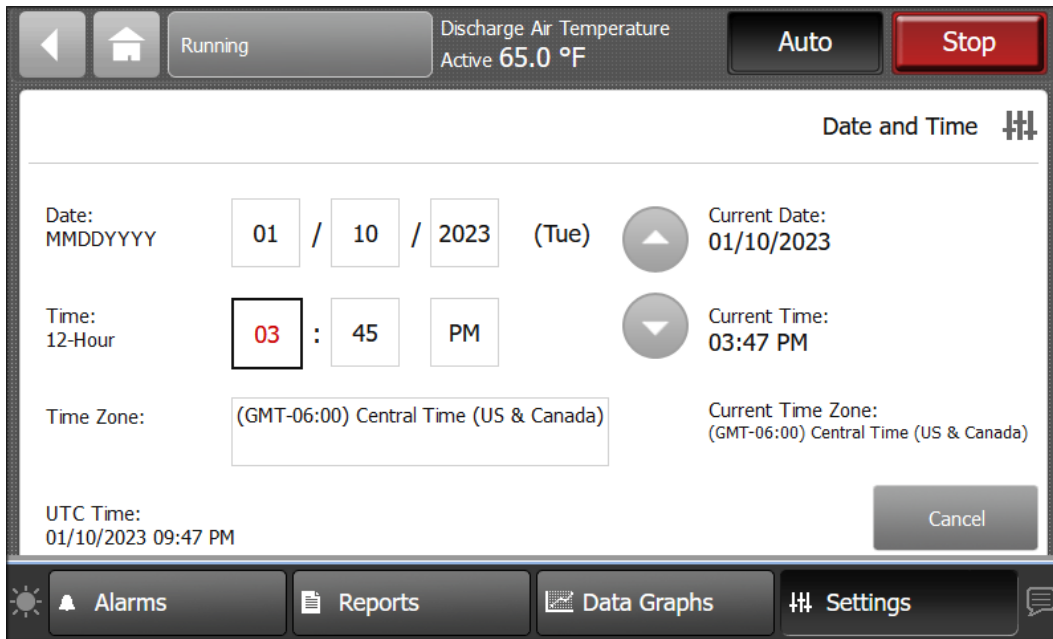 Running
Discharge Air Temperature
Active 65.0 °F
Auto
Stop
Date and Time
Date:
MMDDYYYY
01 / 10 / 2023 (Tue)
Current Date:
01/10/2023
Time:
12-Hour
03 : 45 PM
Current Time:
03:47 PM
Time Zone:
(GMT-06:00) Central Time (US & Canada)
Current Time Zone:
(GMT-06:00) Central Time (US & Canada)
UTC Time:
01/10/2023 09:47 PM
Cancel
Alarms
Reports
Data Graphs
Settings